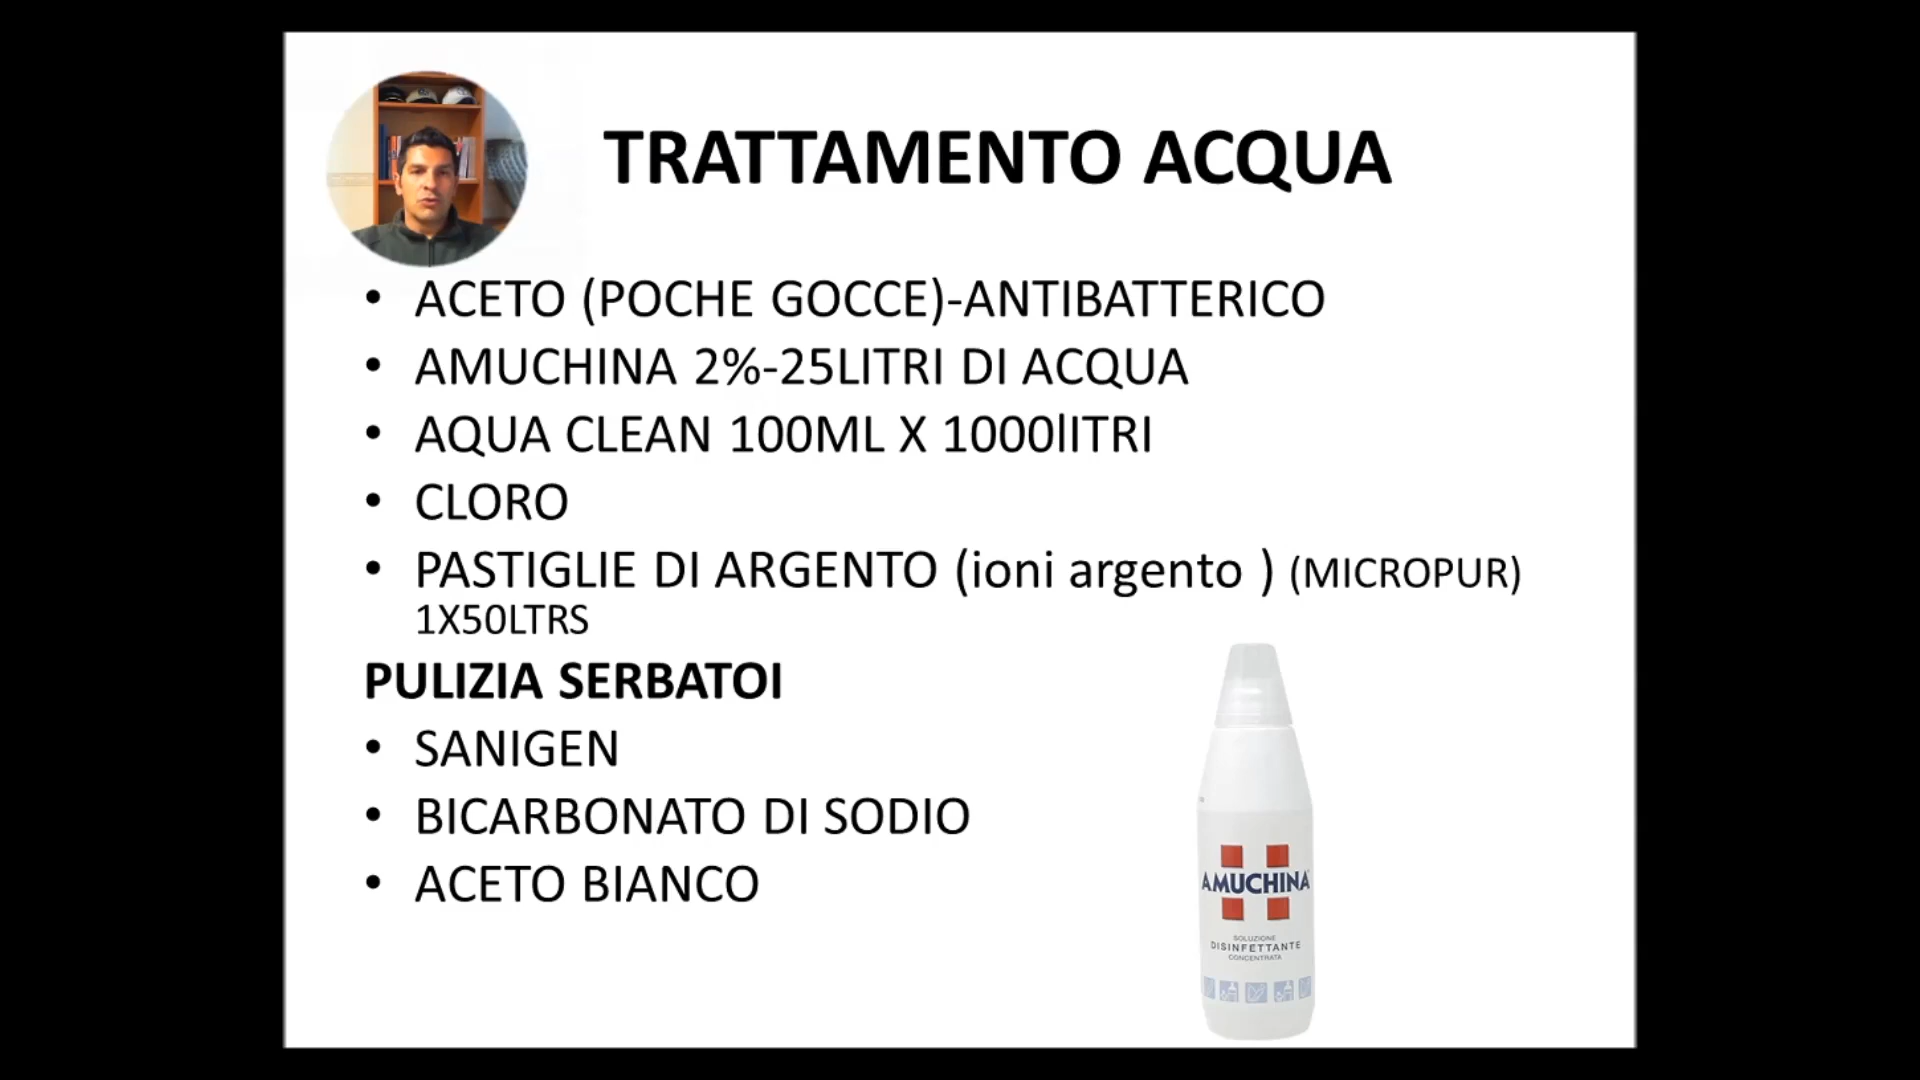 TRATTAMENTO ACQUA
• ACETO (POCHE GOCCE)-ANTIBATTERICO
• AMUCHINA 2%-25LITRI DI ACQUA
• AQUA CLEAN 100ML X 1000lITRI
• CLORO
• PASTIGLIE DI ARGENTO (ioni argento ) (MICROPUR)
1X50LTRS
PULIZIA SERBATOI
• SANIGEN
• BICARBONATO DI SODIO
• ACETO BIANCO
AMUCHINA
SOLUZIONE
DISINFETTANTE
CONCENTRATA